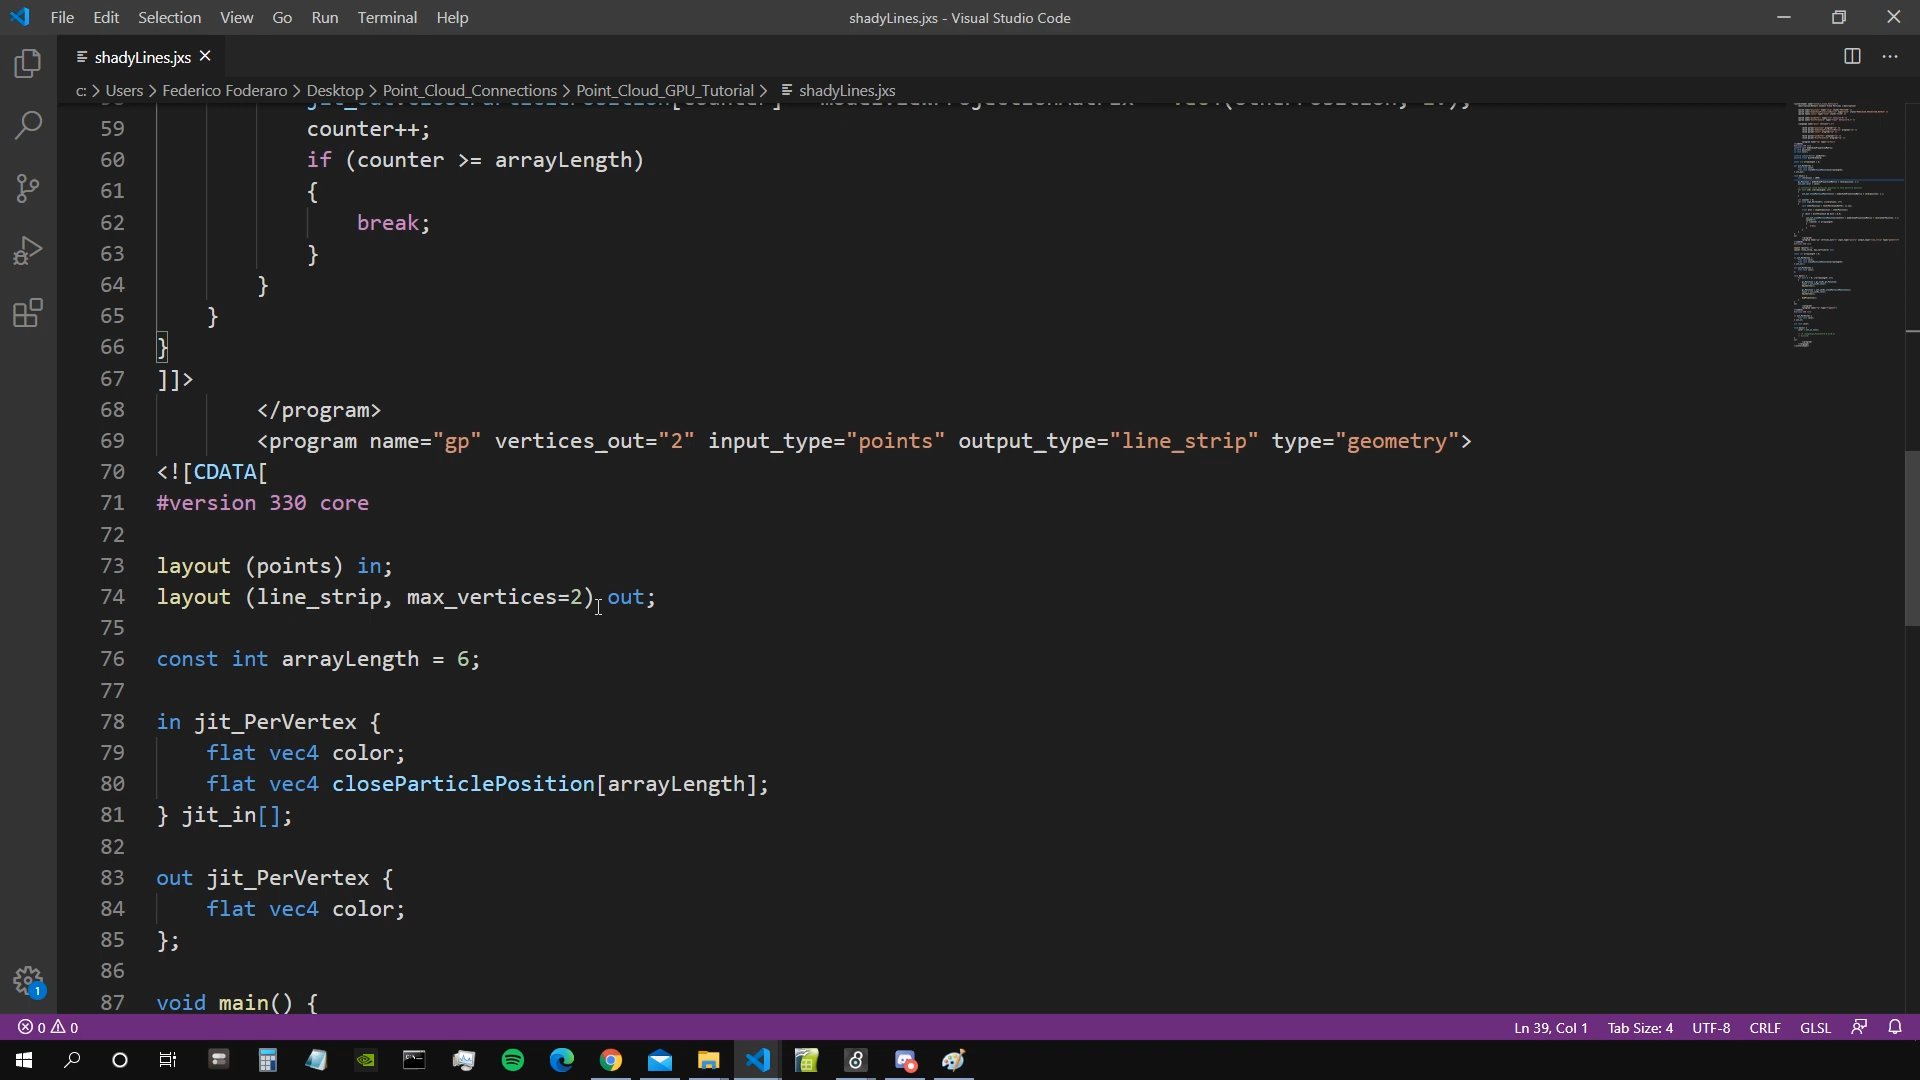 File Edit Selection View Go Run Terminal Help
shadyLines.jxs - Visual Studio Code
shadyLines.jxs
c: > Users > Federico Foderaro > Desktop > Point_Cloud_Connections > Point_Cloud_GPU_Tutorial > shadyLines.jxs
59 counter++;
60 if (counter >= arrayLength)
61 {
62 break;
63 }
64 }
65 }
66 }
67 ]]>
68 </program>
69 <program name="gp" vertices_out="2" input_type="points" output_type="line_strip" type="geometry">
70 <![CDATA[
71 #version 330 core
72
73 layout (points) in;
74 layout (line_strip, max_vertices=2) out;
75
76 const int arrayLength = 6;
77
78 in jit_PerVertex {
79 flat vec4 color;
80 flat vec4 closeParticlePosition[arrayLength];
81 } jit_in[];
82
83 out jit_PerVertex {
84 flat vec4 color;
85 };
86
87 void main() {
1
0 0
Ln 39, Col 1 Tab Size: 4 UTF-8 CRLF GLSL